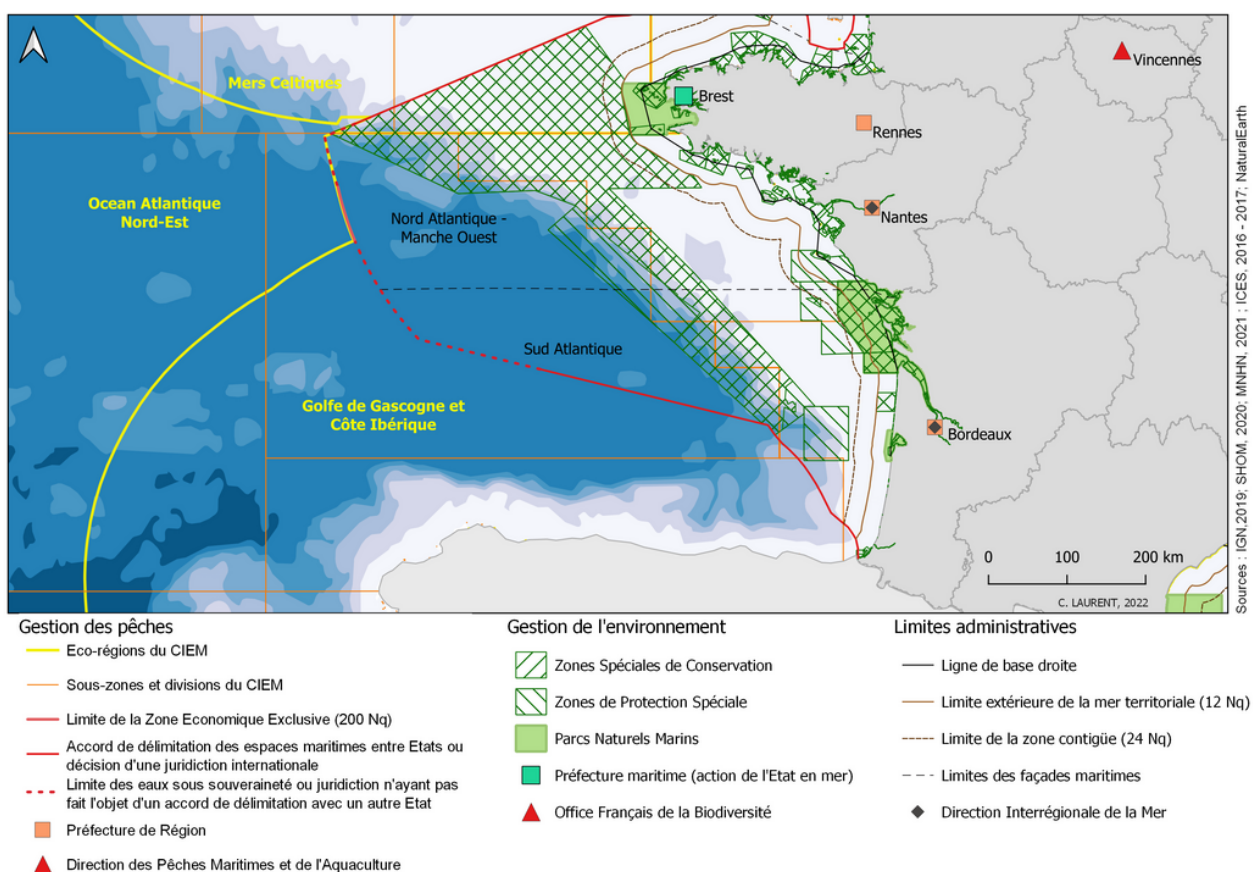 Mers Celtiques
Vincennes
Brest
Rennes
Ocean Atlantique
Nord-Est
Nord Atlantique -
Manche Ouest
Nantes
Sud Atlantique
Golfe de Gascogne et
Côte Ibérique
Bordeaux
0 100 200 km
C. LAURENT, 2022
Sources : IGN,2019; SHOM, 2020; MNHN, 2021 ; ICES, 2016 - 2017; NaturalEarth
Gestion des pêches
Eco-régions du CIEM
Sous-zones et divisions du CIEM
Limite de la Zone Economique Exclusive (200 Nq)
Accord de délimitation des espaces maritimes entre Etats ou
décision d'une juridiction internationale
Limite des eaux sous souveraineté ou juridiction n'ayant pas
fait l'objet d'un accord de délimitation avec un autre Etat
Préfecture de Région
Direction des Pêches Maritimes et de l'Aquaculture
Gestion de l'environnement
Zones Spéciales de Conservation
Zones de Protection Spéciale
Parcs Naturels Marins
Préfecture maritime (action de l'Etat en mer)
Office Français de la Biodiversité
Limites administratives
Ligne de base droite
Limite extérieure de la mer territoriale (12 Nq)
Limite de la zone contigüe (24 Nq)
Limites des façades maritimes
Direction Interrégionale de la Mer